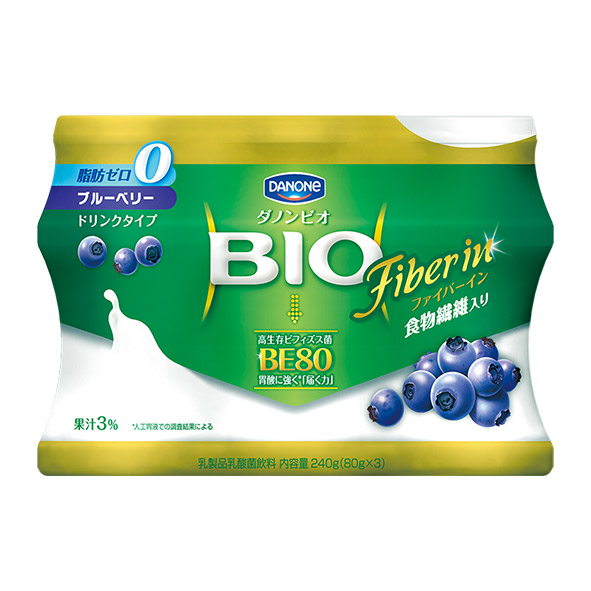 脂肪ゼロ 0
ブルーベリー
ドリンクタイプ
DANONE
ダノンビオ
BIO
Fiber in
ファイバーイン
食物繊維入り
高生存ビフィズス菌
BE80
胃酸に強く*「届く力」
果汁3%
*人工胃液での調査結果による
乳製品乳酸菌飲料 内容量 240g(80g×3)